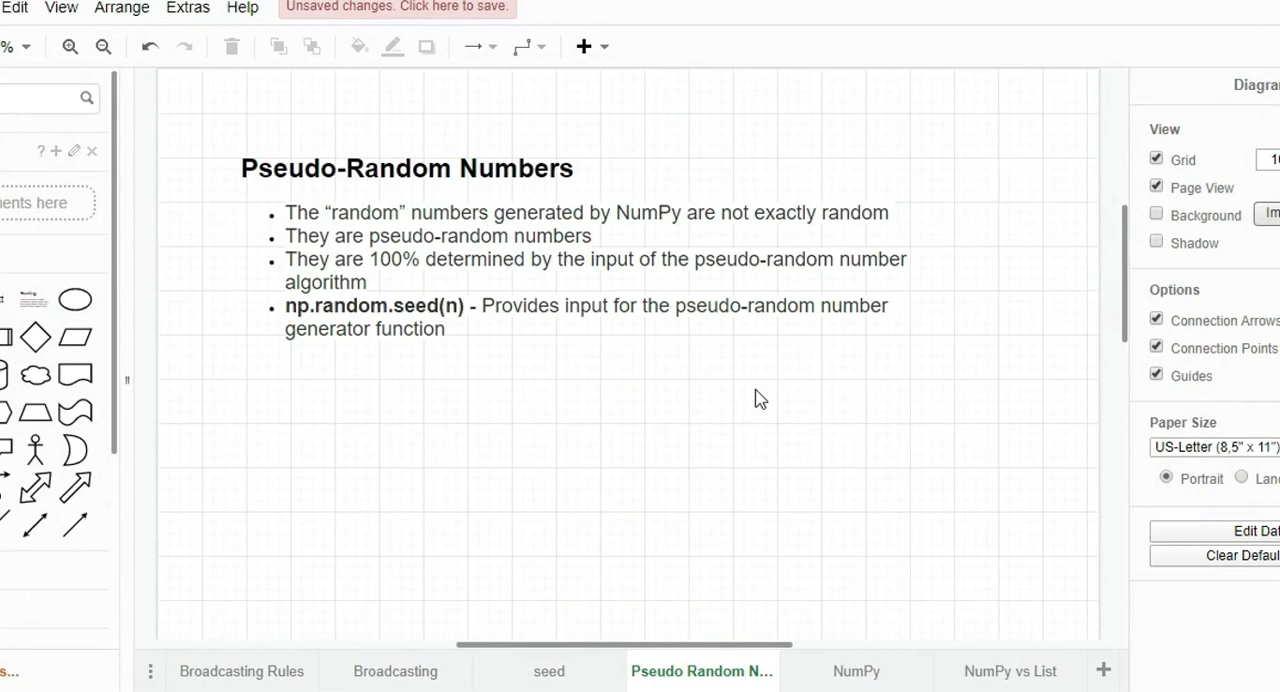 Edit View Arrange Extras Help Unsaved changes. Click here to save.
%
Diagra
? 
ents here
View
Grid 10
Page View
Background Im
Shadow
Options
Connection Arrows
Connection Points
Guides
Paper Size
US-Letter (8,5" x 11")
Portrait Lan
Edit Dat
Clear Defaul
Pseudo-Random Numbers
• The “random” numbers generated by NumPy are not exactly random
• They are pseudo-random numbers
• They are 100% determined by the input of the pseudo-random number
algorithm
• np.random.seed(n) - Provides input for the pseudo-random number
generator function
s...
Broadcasting Rules Broadcasting seed Pseudo Random N... NumPy NumPy vs List